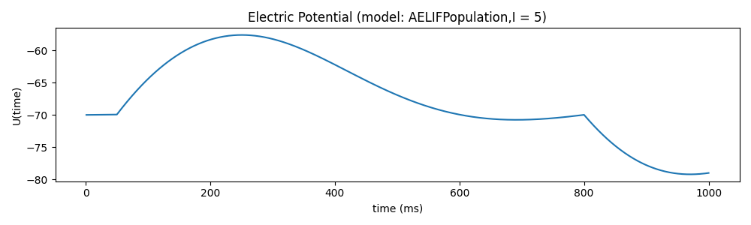 Electric Potential (model: AELIFPopulation,I = 5)
U(time)
−60
−65
−70
−75
−80
0 200 400 600 800 1000
time (ms)